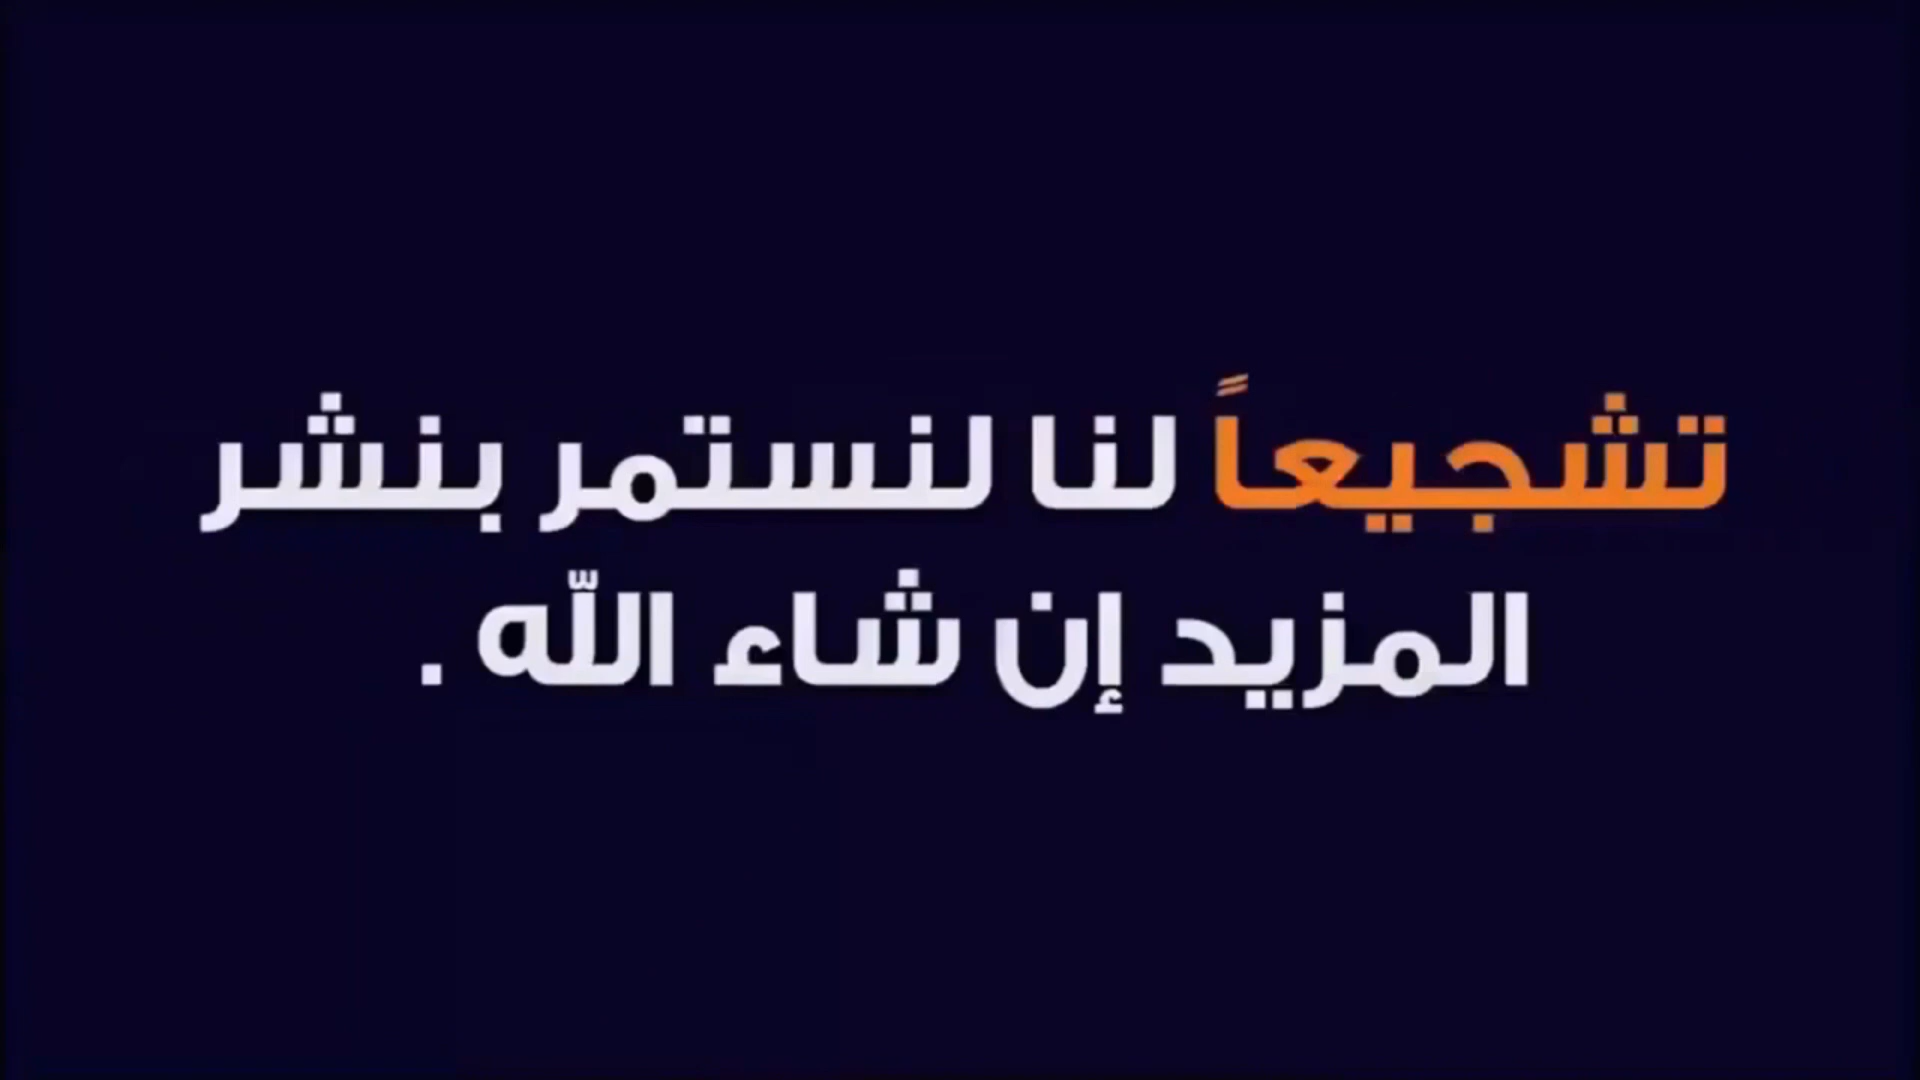 تشجيعاً لنا لنستمر بنشر
المزيد إن شاء اللّه .